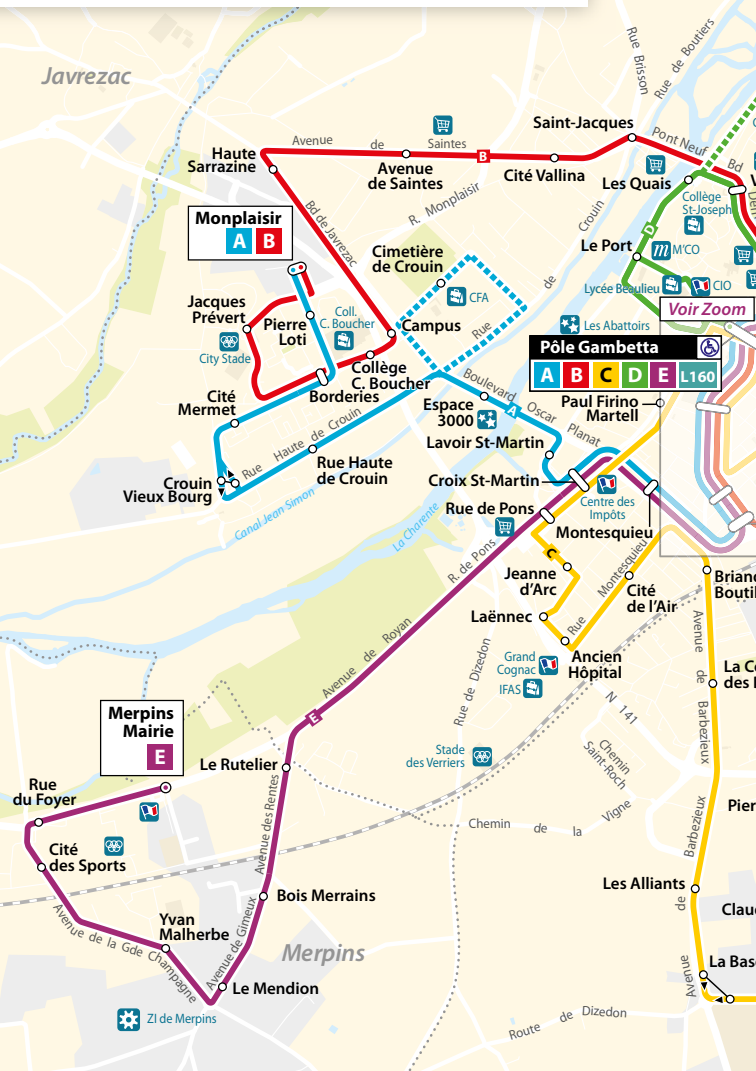 Javrezac
Rue Brisson
Rue de Boutiers
Saint-Jacques
Pont Neuf
Bd
Haute
Sarrazine
Avenue de Saintes
B
Avenue
de Saintes
Cité Vallina
Les Quais
Collège
St-Joseph
R. Monplaisir
Bd de Javrezac
Monplaisir
A B
Crouin
de
Rue
D
Le Port
M'CO
Lycée Beaulieu
CIO
Voir Zoom
Cimetière
de Crouin
CFA
Jacques
Prévert
Pierre
Loti
Coll.
C. Boucher
Campus
City Stade
Les Abattoirs
Pôle Gambetta
A B C D E L160
Collège
C. Boucher
Borderies
Cité
Mermet
Boulevard Oscar Planat
A
Espace
3000
Paul Firino
Martell
Lavoir St-Martin
Rue Haute de Crouin
Rue Haute
de Crouin
Crouin
Vieux Bourg
Croix St-Martin
Centre des
Impôts
Canal Jean Simon
La Charente
Rue de Pons
Montesquieu
R. de Pons
C
Jeanne
d'Arc
Rue Montesquieu
Cité
de l'Air
Laënnec
Ancien
Hôpital
Grand
Cognac
IFAS
Avenue de Royan
E
Rue de Dizedon
N 141
Chemin
Saint-Roch
Avenue de Barbezieux
Merpins
Mairie
E
Le Rutelier
Stade
des Verriers
Rue
du Foyer
Cité
des Sports
Avenue des Rentes
Chemin de la Vigne
Avenue de Barbezieux
Les Alliants
Bois Merrains
Yvan
Malherbe
Avenue de la Gde Champagne
Avenue de Gimeux
Merpins
Le Mendion
ZI de Merpins
Route de Dizedon